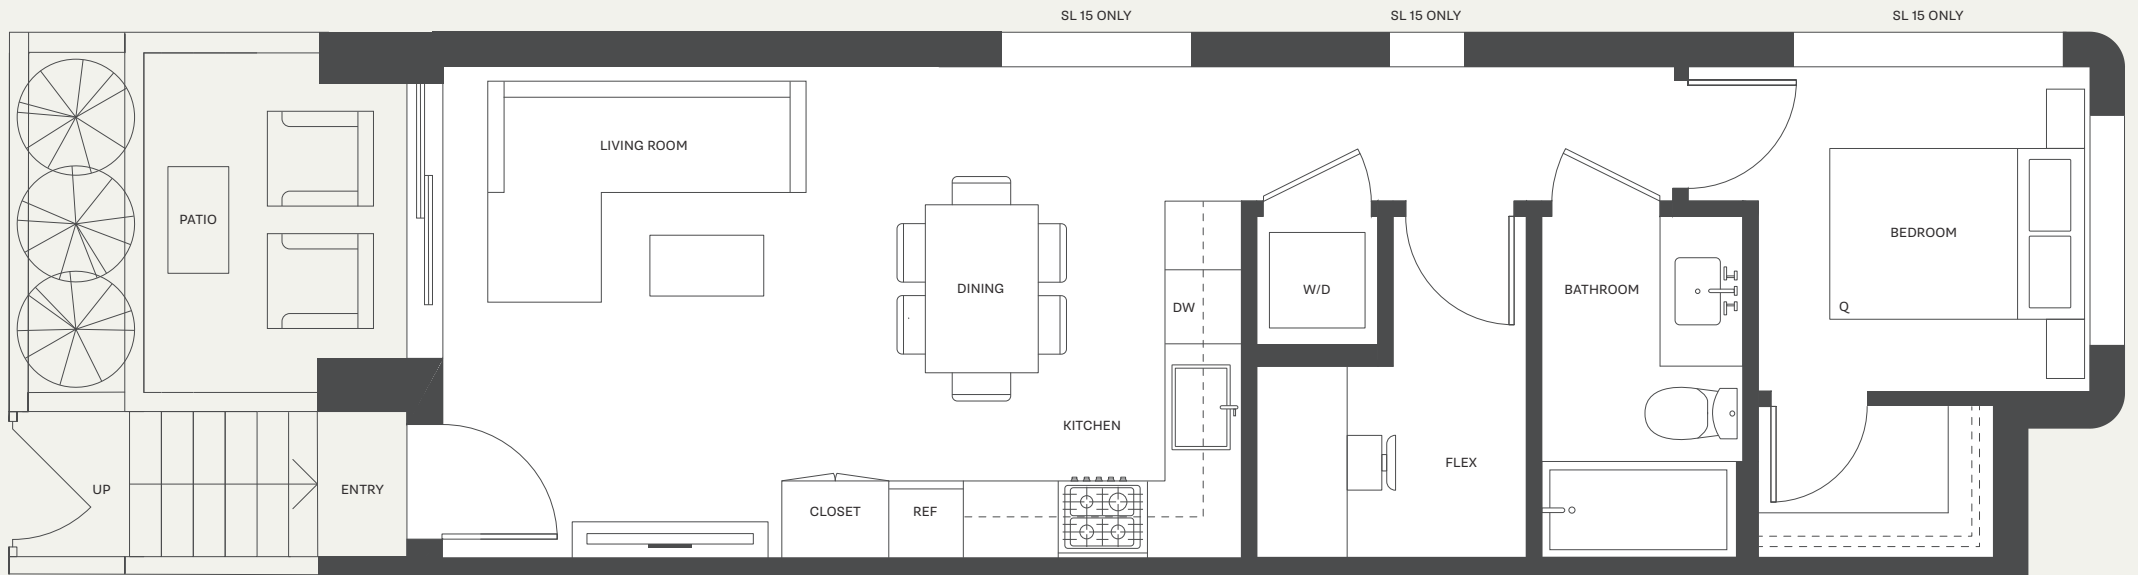 SL 15 ONLY
SL 15 ONLY
SL 15 ONLY
LIVING ROOM
PATIO
BEDROOM
DINING
W/D
BATHROOM
DW
Q
KITCHEN
FLEX
UP
ENTRY
CLOSET
REF